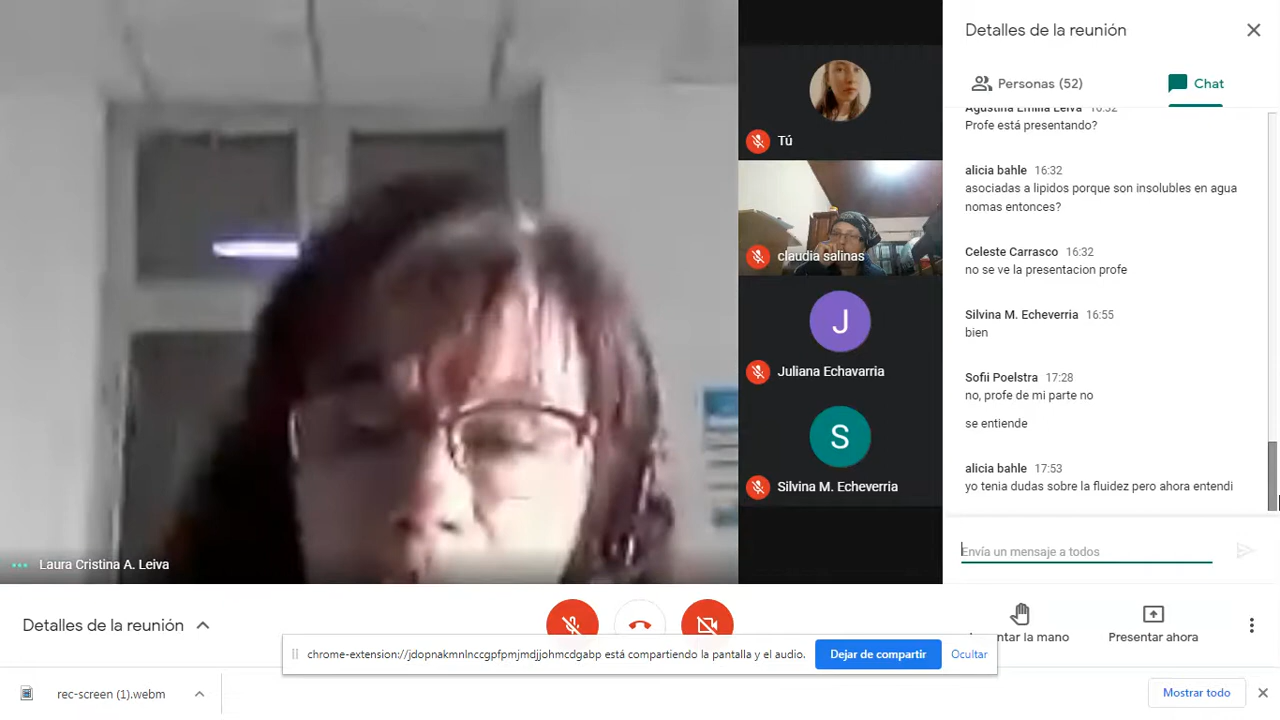 Laura Cristina A. Leiva
Tú
claudia salinas
J
Juliana Echavarria
S
Silvina M. Echeverria
Detalles de la reunión
Personas (52)
Chat
Agustina Emilia Leiva 16:32
Profe está presentando?
alicia bahle 16:32
asociadas a lipidos porque son insolubles en agua
nomas entonces?
Celeste Carrasco 16:32
no se ve la presentacion profe
Silvina M. Echeverria 16:55
bien
Sofii Poelstra 17:28
no, profe de mi parte no
se entiende
alicia bahle 17:53
yo tenia dudas sobre la fluidez pero ahora entendi
Envía un mensaje a todos
Detalles de la reunión
ntar la mano
Presentar ahora
chrome-extension://jdopnakmnlnccgpfpmjmdjjohmcdgabp está compartiendo la pantalla y el audio.
Dejar de compartir
Ocultar
rec-screen (1).webm
Mostrar todo